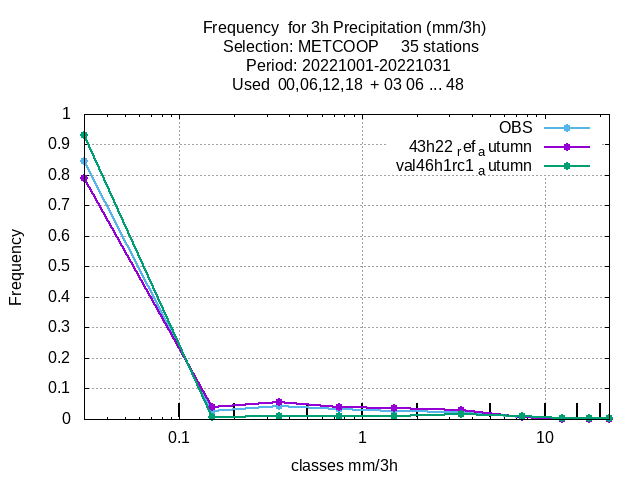 Frequency  for 3h Precipitation (mm/3h)
Selection: METCOOP     35 stations
Period: 20221001-20221031
Used  00,06,12,18  + 03 06 ... 48
OBS
43h22 ref a utumn
val46h1rc1 a utumn
1
0.9
0.8
0.7
0.6
0.5
0.4
0.3
0.2
0.1
0
Frequency
0.1
1
10
classes mm/3h